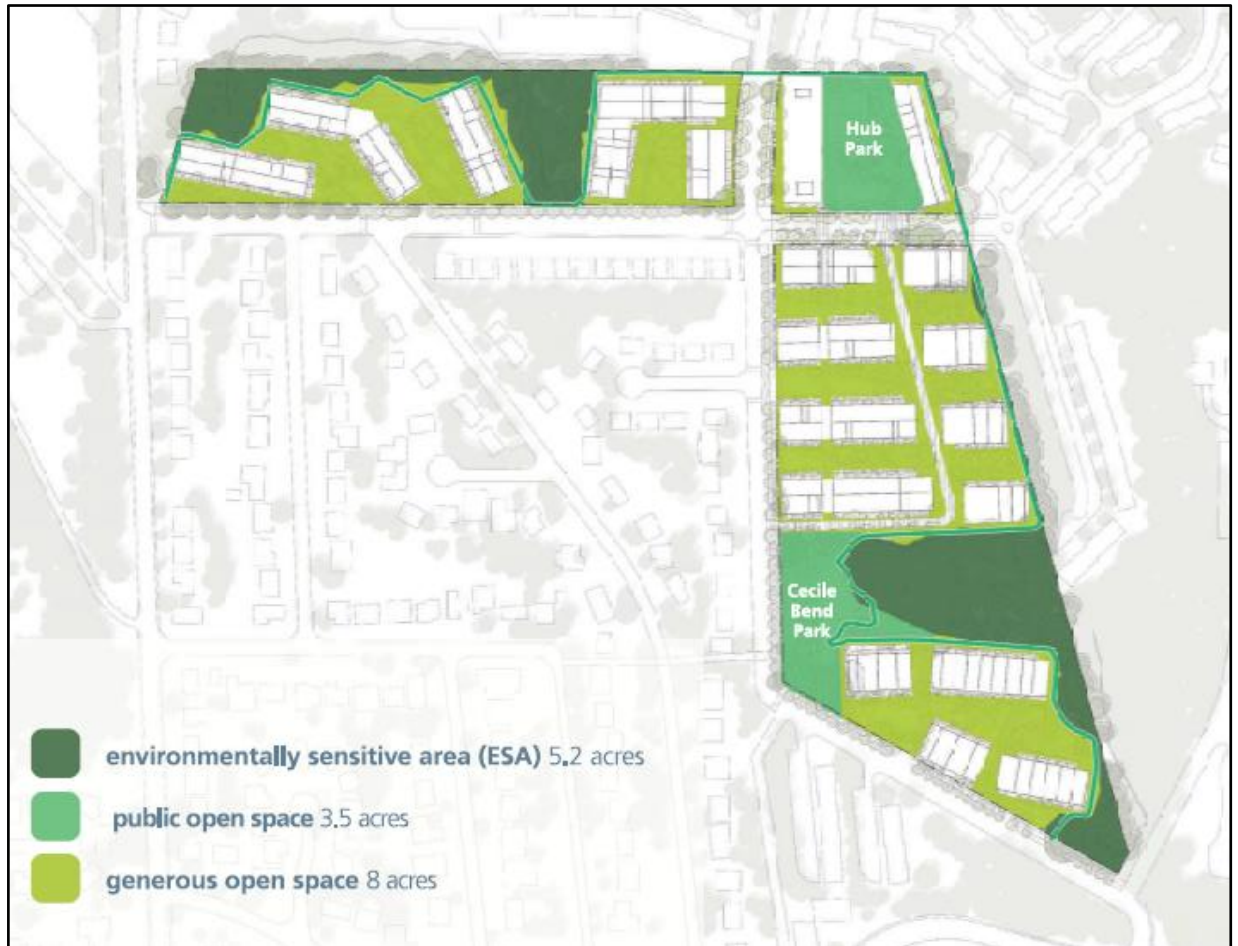 Hub
Park
Cecile
Bend
Park
environmentally sensitive area (ESA) 5.2 acres
public open space 3.5 acres
generous open space 8 acres